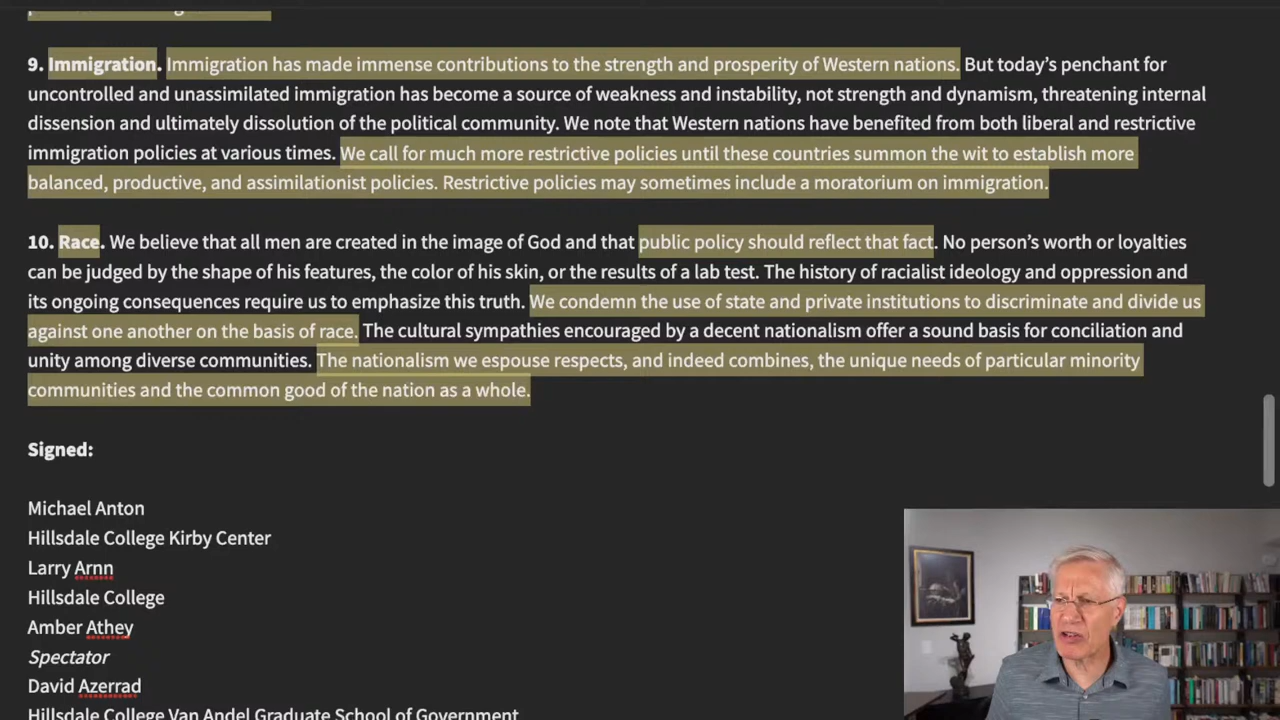 9. Immigration. Immigration has made immense contributions to the strength and prosperity of Western nations. But today's penchant for
uncontrolled and unassimilated immigration has become a source of weakness and instability, not strength and dynamism, threatening internal
dissension and ultimately dissolution of the political community. We note that Western nations have benefited from both liberal and restrictive
immigration policies at various times. We call for much more restrictive policies until these countries summon the wit to establish more
balanced, productive, and assimilationist policies. Restrictive policies may sometimes include a moratorium on immigration.
10. Race. We believe that all men are created in the image of God and that public policy should reflect that fact. No person's worth or loyalties
can be judged by the shape of his features, the color of his skin, or the results of a lab test. The history of racialist ideology and oppression and
its ongoing consequences require us to emphasize this truth. We condemn the use of state and private institutions to discriminate and divide us
against one another on the basis of race. The cultural sympathies encouraged by a decent nationalism offer a sound basis for conciliation and
unity among diverse communities. The nationalism we espouse respects, and indeed combines, the unique needs of particular minority
communities and the common good of the nation as a whole.
Signed:
Michael Anton
Hillsdale College Kirby Center
Larry Arnn
Hillsdale College
Amber Athey
Spectator
David Azerrad
Hillsdale College Van Andel Graduate School of Government